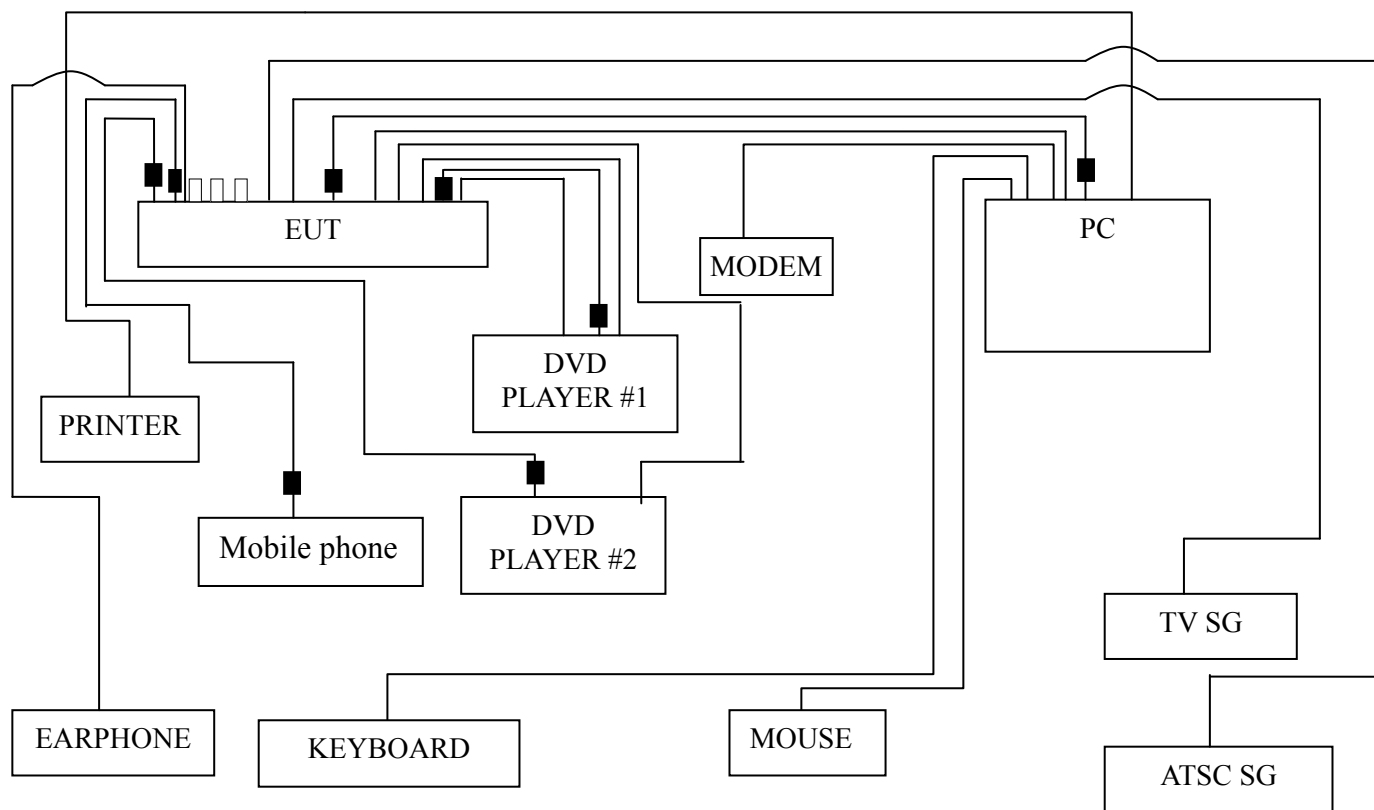 EUT
PC
MODEM
DVD
PLAYER #1
PRINTER
DVD
PLAYER #2
Mobile phone
TV SG
EARPHONE
KEYBOARD
MOUSE
ATSC SG